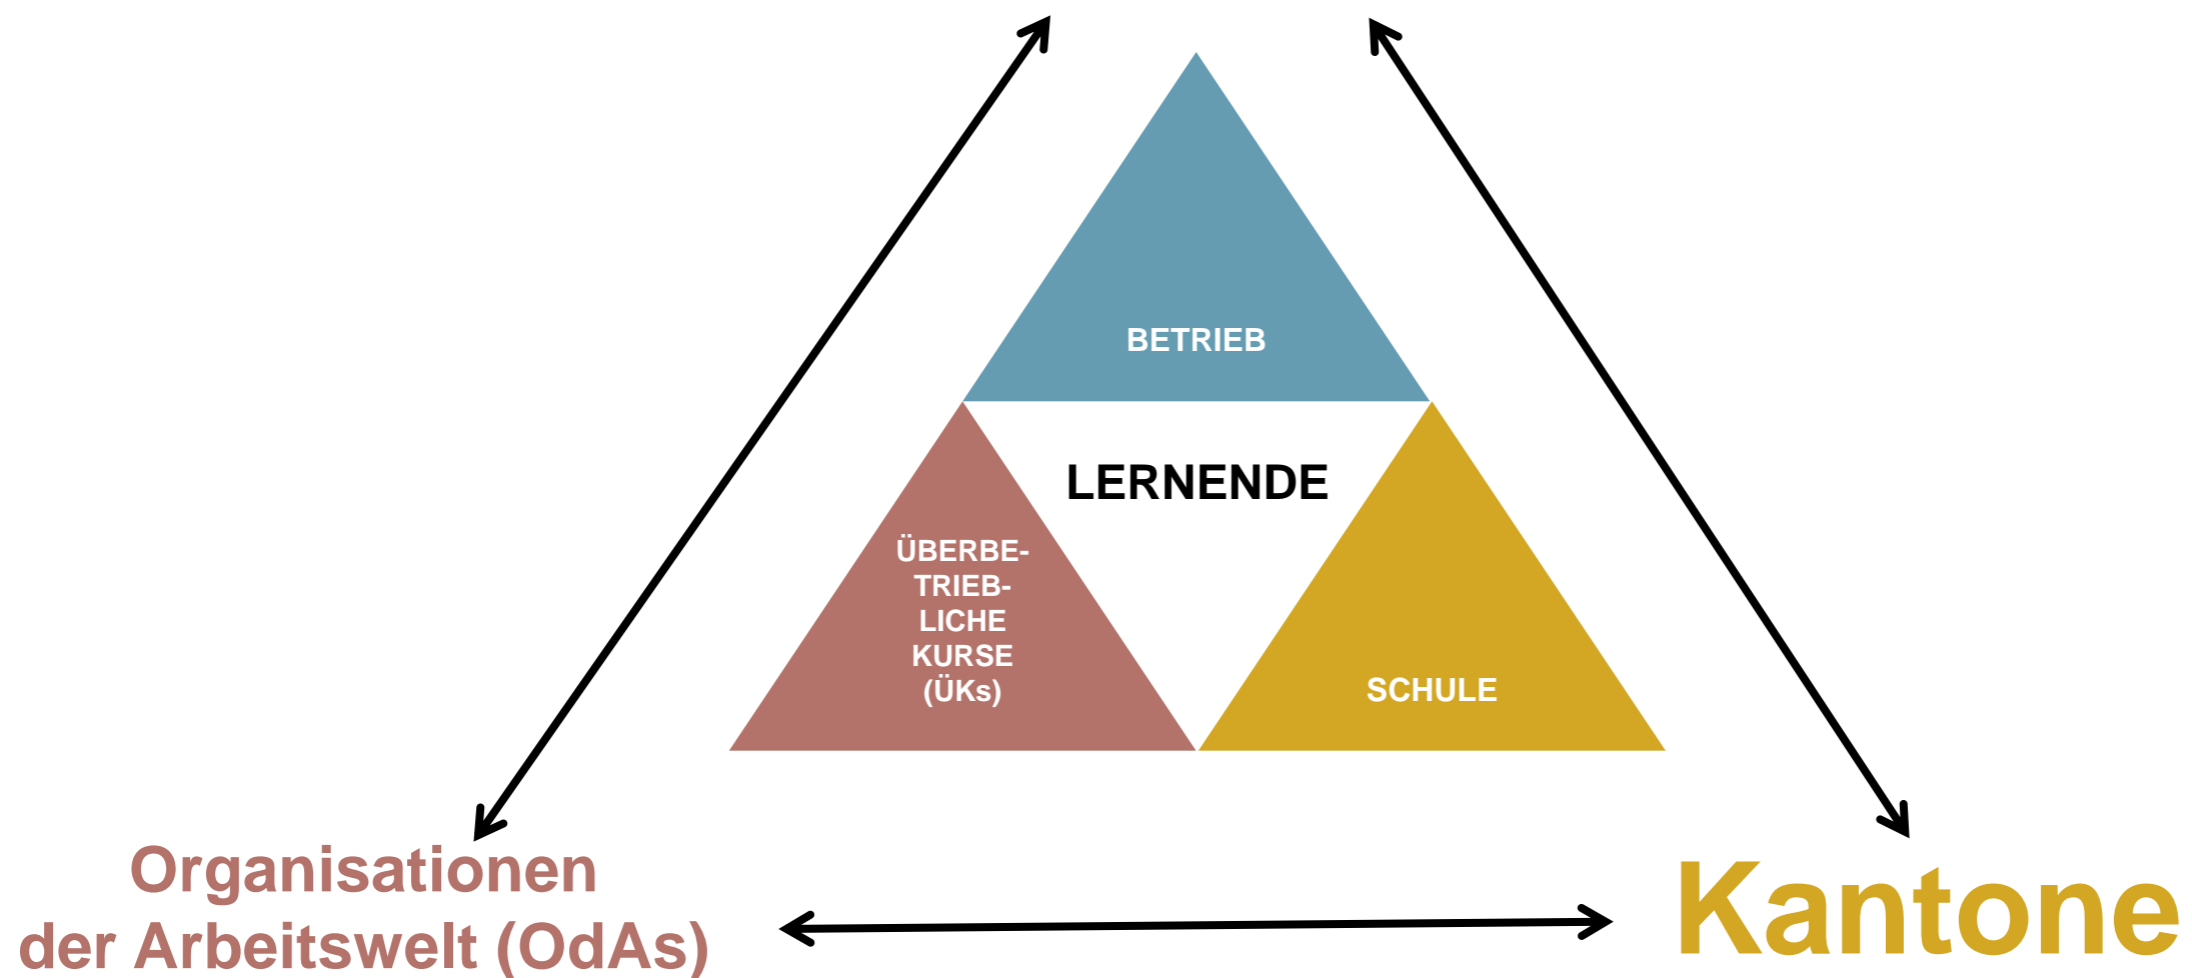 BETRIEB
LERNENDE
ÜBERBE-
TRIEB-
LICHE
KURSE
(ÜKs)
SCHULE
Organisationen
der Arbeitswelt (OdAs)
Kantone